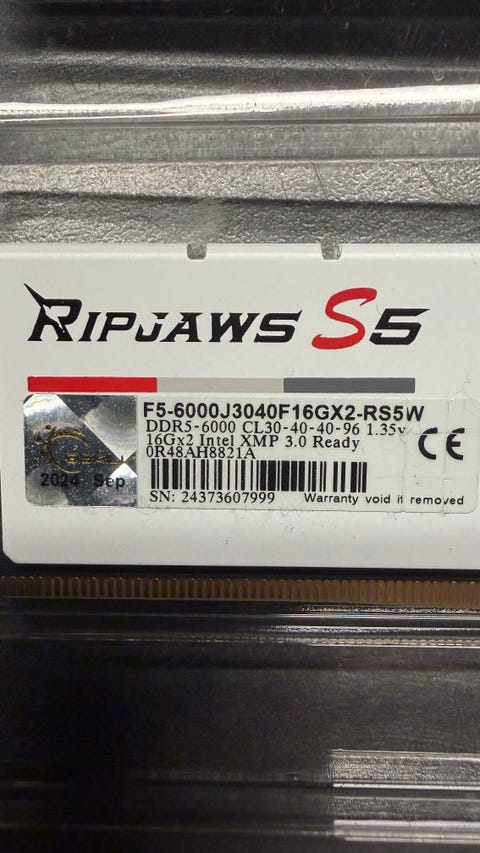 RIPJAWS S5
F5-6000J3040F16GX2-RS5W
DDR5-6000 CL30-40-40-96 1.35v
16Gx2 Intel XMP 3.0 Ready
0R48AH8821A
CE
G.SKILL
2024 Sep
SN: 24373607999 Warranty void if removed